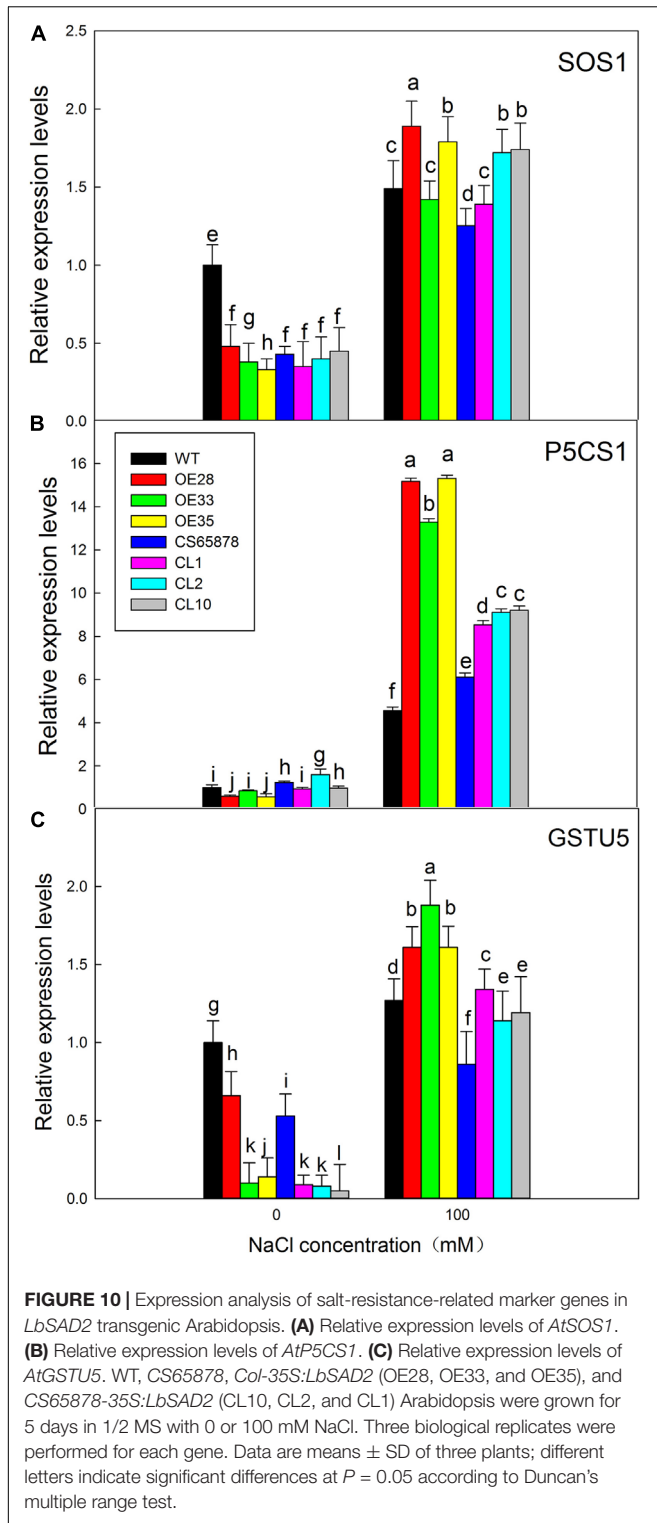 A
SOS1
Relative expression levels
2.5
2.0
1.5
1.0
0.5
0.0
e f g h f f f f
c a c b d c b b
B
P5CS1
Relative expression levels
16
14
12
10
8
6
4
2
0
WT
OE28
OE33
OE35
CS65878
CL1
CL2
CL10
i j i j h i g h
f a b a e d c c
C
GSTU5
Relative expression levels
2.0
1.5
1.0
0.5
0.0
g h k j i k k l
d b a b f c e e
0 100
NaCl concentration（mM）
FIGURE 10 | Expression analysis of salt-resistance-related marker genes in
LbSAD2 transgenic Arabidopsis. (A) Relative expression levels of AtSOS1.
(B) Relative expression levels of AtP5CS1. (C) Relative expression levels of
AtGSTU5. WT, CS65878, Col-35S:LbSAD2 (OE28, OE33, and OE35), and
CS65878-35S:LbSAD2 (CL10, CL2, and CL1) Arabidopsis were grown for
5 days in 1/2 MS with 0 or 100 mM NaCl. Three biological replicates were
performed for each gene. Data are means ± SD of three plants; different
letters indicate significant differences at P = 0.05 according to Duncan's
multiple range test.